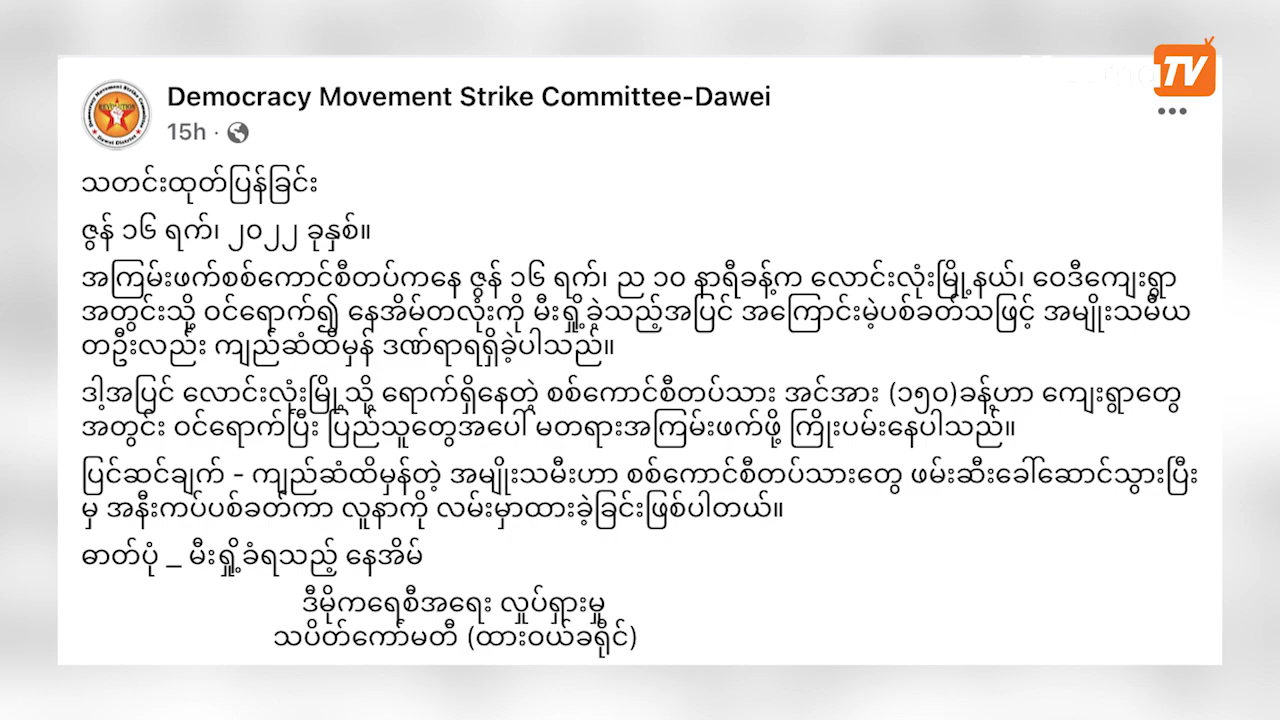 Democracy Movement Strike Committee-Dawei
15h ·
TV
သတင်းထုတ်ပြန်ခြင်း
ဇွန် ၁၆ ရက်၊ ၂၀၂၂ ခုနှစ်။
အကြမ်းဖက်စစ်ကောင်စီတပ်ကနေ ဇွန် ၁၆ ရက်၊ ည ၁၀ နာရီခန့်က လောင်းလုံးမြို့နယ်၊ ဝေဒီကျေးရွာ
အတွင်းသို့ ဝင်ရောက်၍ နေအိမ်တလုံးကို မီးရှို့ခဲ့သည့်အပြင် အကြောင်းမဲ့ပစ်ခတ်သဖြင့် အမျိုးသမီးယ
တဦးလည်း ကျည်ဆံထိမှန် ဒဏ်ရာရရှိခဲ့ပါသည်။
ဒါ့အပြင် လောင်းလုံးမြို့သို့ ရောက်ရှိနေတဲ့ စစ်ကောင်စီတပ်သား အင်အား (၁၅၀)ခန့်ဟာ ကျေးရွာတွေ
အတွင်း ဝင်ရောက်ပြီး ပြည်သူတွေအပေါ် မတရားအကြမ်းဖက်ဖို့ ကြိုးပမ်းနေပါသည်။
ပြင်ဆင်ချက် - ကျည်ဆံထိမှန်တဲ့ အမျိုးသမီးဟာ စစ်ကောင်စီတပ်သားတွေ ဖမ်းဆီးခေါ်ဆောင်သွားပြီး
မှ အနီးကပ်ပစ်ခတ်ကာ လူနာကို လမ်းမှာထားခဲ့ခြင်းဖြစ်ပါတယ်။
ဓာတ်ပုံ _ မီးရှို့ခံရသည့် နေအိမ်
ဒီမိုကရေစီအရေး လှုပ်ရှားမှု
သပိတ်ကော်မတီ (ထားဝယ်ခရိုင်)